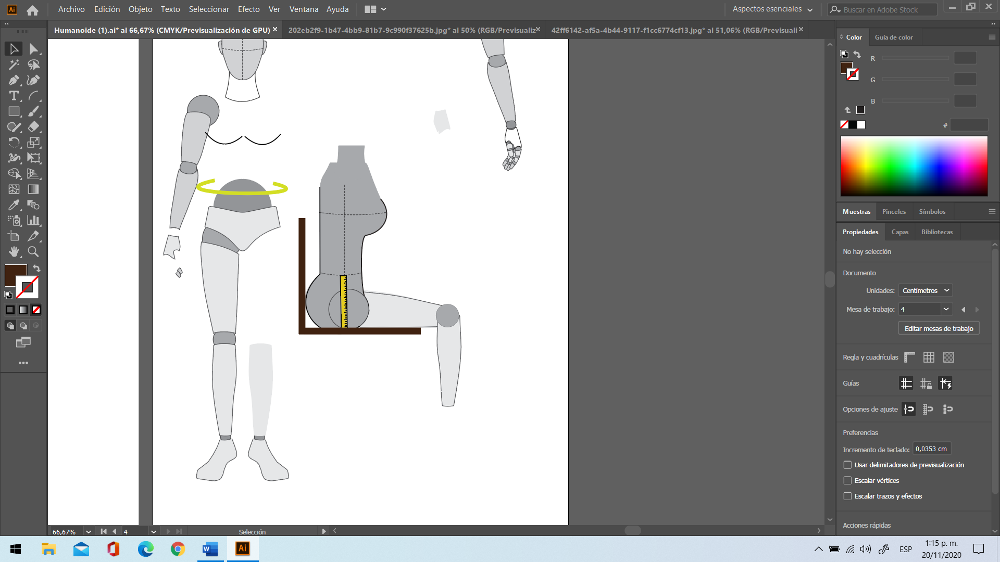 Ai Archivo Edición Objeto Texto Seleccionar Efecto Ver Ventana Ayuda Aspectos esenciales Buscar en Adobe Stock
Humanoide (1).ai* al 66,67% (CMYK/Previsualización de GPU) 202eb2f9-1b47-4bb9-81b7-9c990f37625b.jpg* al 50% (RGB/Previsualiz 42ff6142-af5a-4b44-9117-f1cc6774cf13.jpg* al 51,06% (RGB/Previsuali
Color Guía de color
R
G
B
#
Muestras Pinceles Símbolos
Propiedades Capas Bibliotecas
No hay selección
Documento
Unidades: Centímetros
Mesa de trabajo: 4
Editar mesas de trabajo
Regla y cuadrículas
Guías
Opciones de ajuste
Preferencias
Incremento de teclado: 0,0353 cm
Usar delimitadores de previsualización
Escalar vértices
Escalar trazos y efectos
Acciones rápidas
66,67% 4 Selección
Ai
ESP
1:15 p. m.
20/11/2020